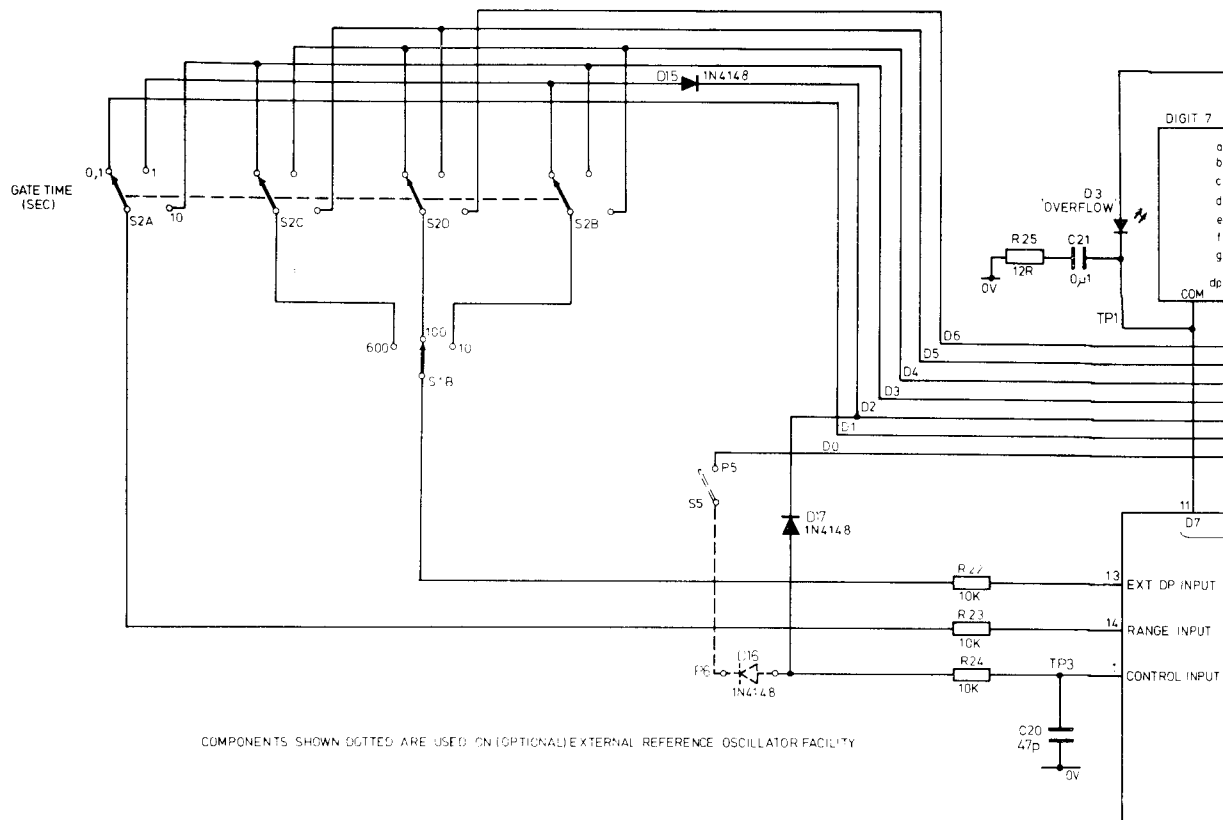 D15
1N4148
DIGIT 7
a
b
c
d
e
f
g
dp
COM
0,1
1
10
GATE TIME
(SEC)
S2A
S2C
S2D
S2B
D3
'OVERFLOW'
R25
12R
C21
0µ1
0V
TP1
600
100
10
S1B
D6
D5
D4
D3
D2
D1
D0
P5
S5
D17
1N4148
11
D7
R22
10K
13
EXT DP INPUT
R23
10K
14
RANGE INPUT
P6
D16
1N4148
R24
10K
TP3
1
CONTROL INPUT
C20
47p
0V
COMPONENTS SHOWN DOTTED ARE USED ON (OPTIONAL) EXTERNAL REFERENCE OSCILLATOR FACILITY